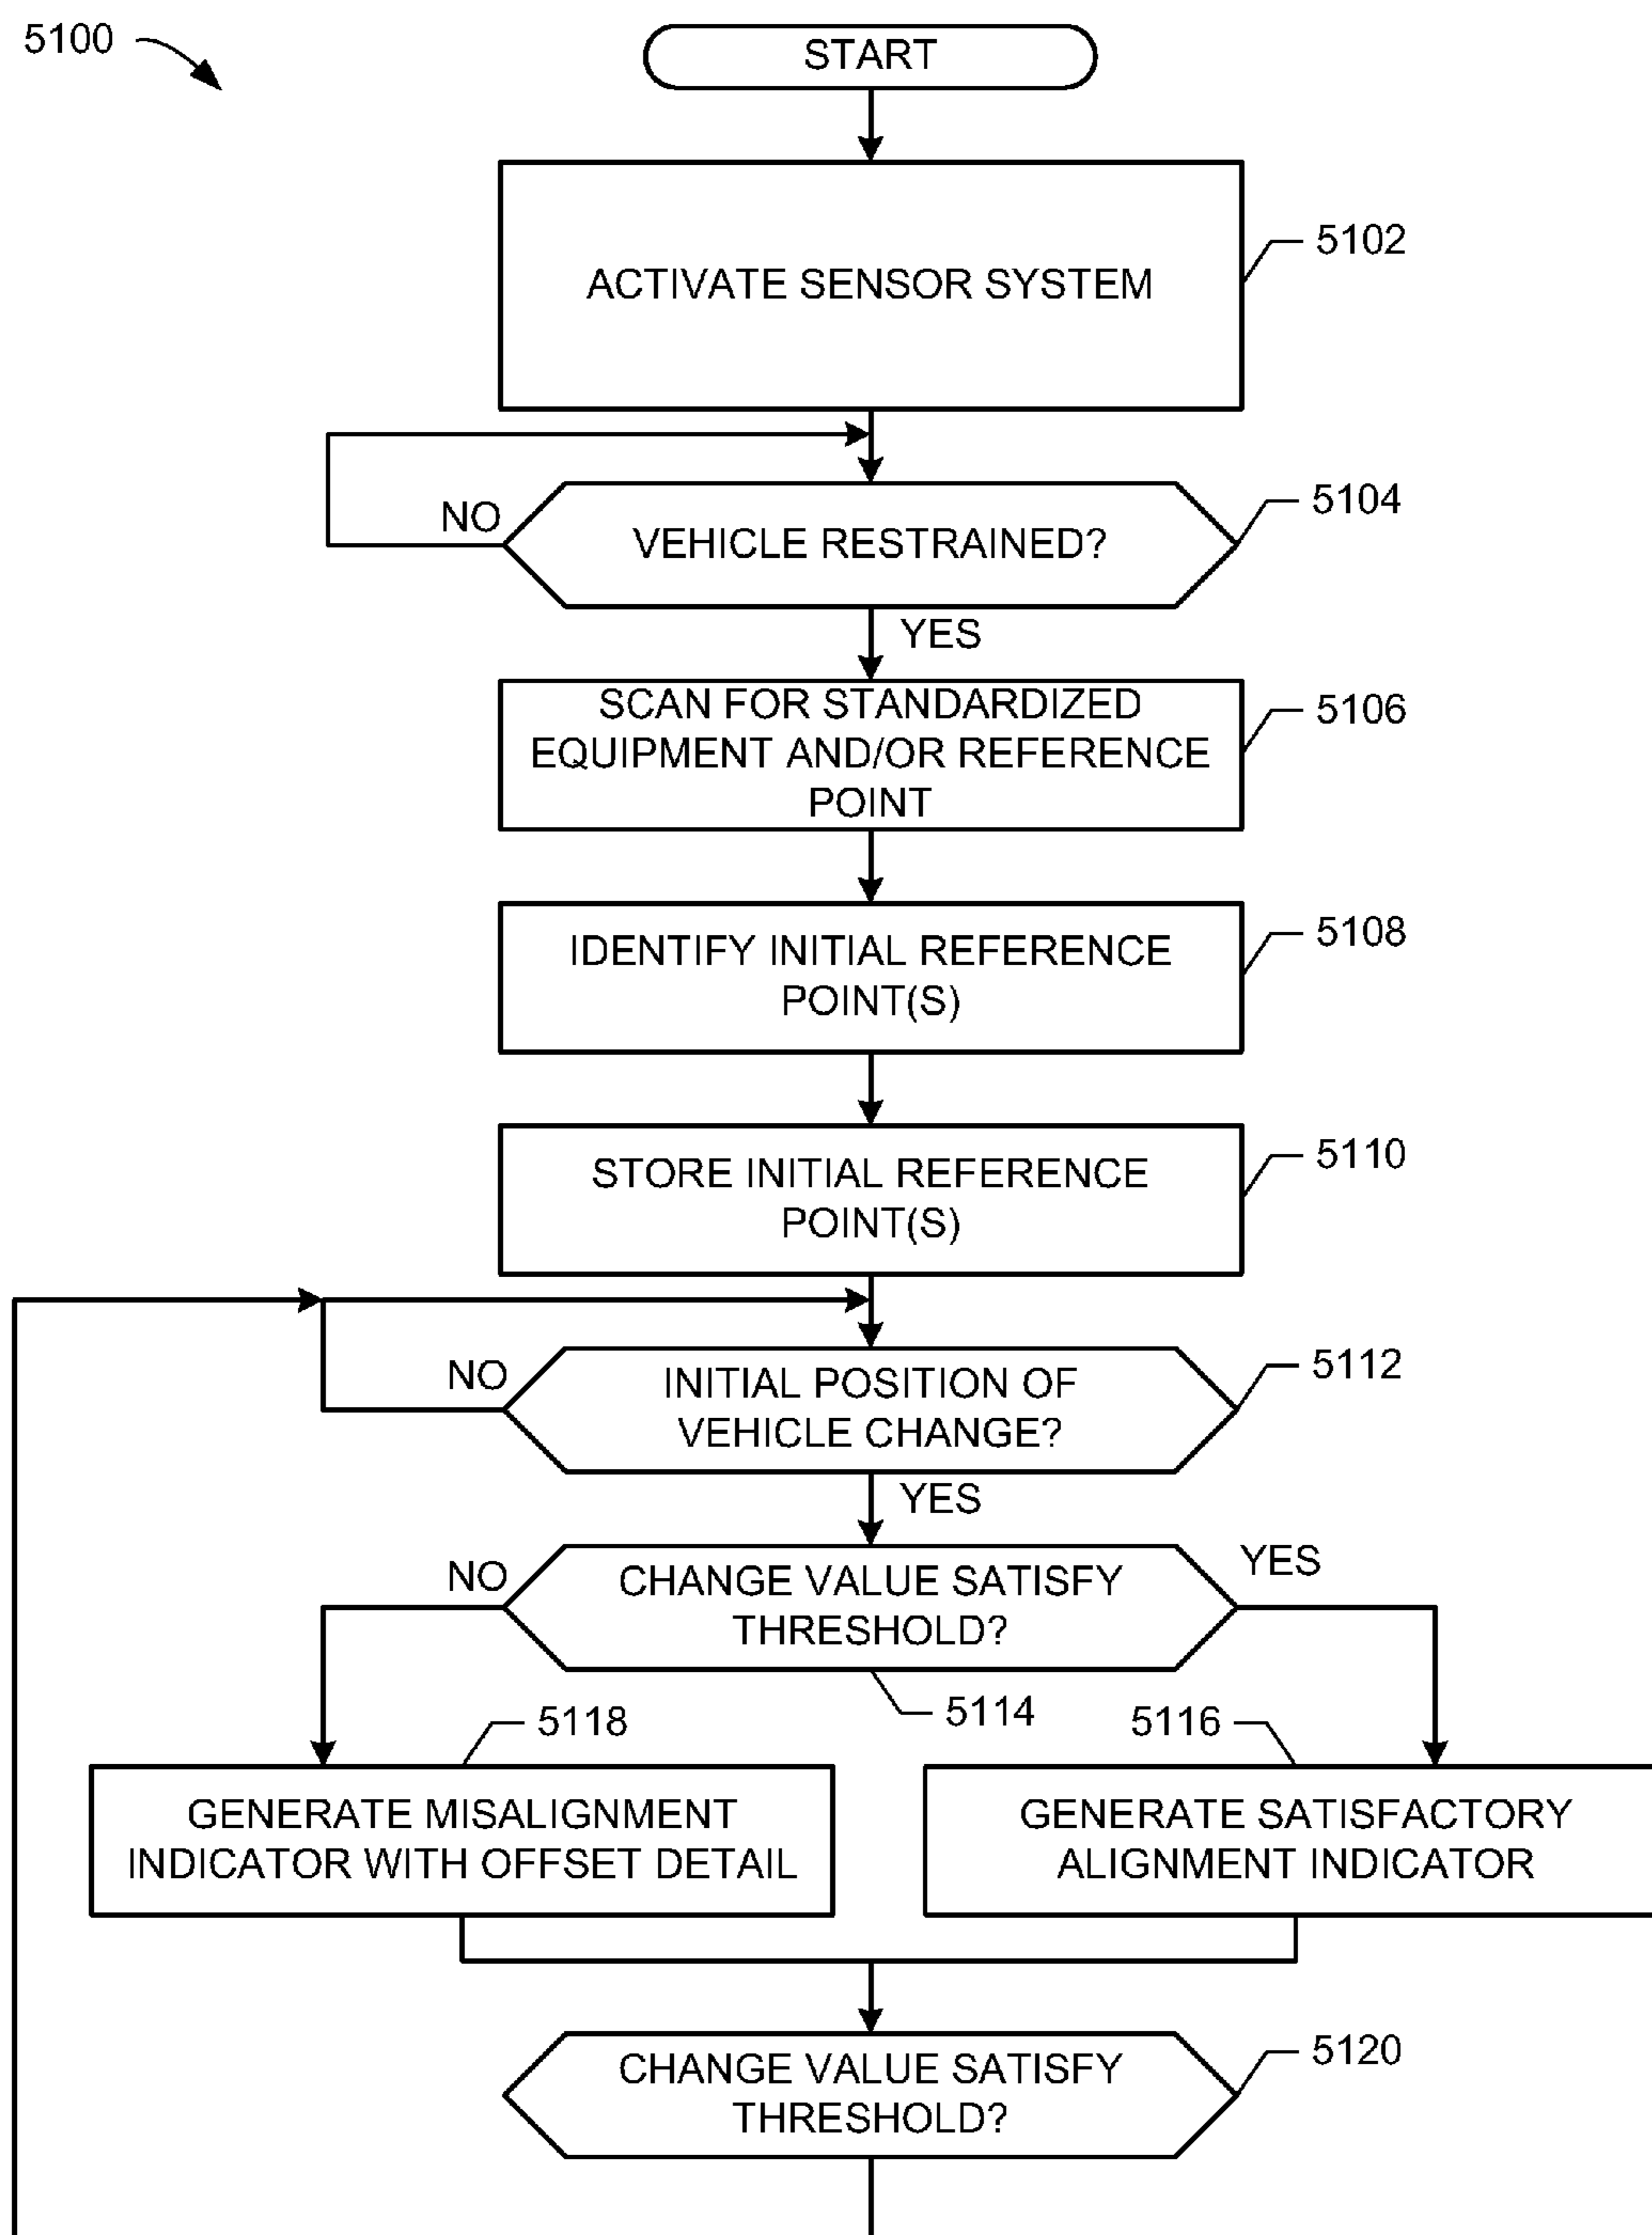 5100
START
ACTIVATE SENSOR SYSTEM
5102
NO
VEHICLE RESTRAINED?
5104
YES
SCAN FOR STANDARDIZED
EQUIPMENT AND/OR REFERENCE
POINT
5106
IDENTIFY INITIAL REFERENCE
POINT(S)
5108
STORE INITIAL REFERENCE
POINT(S)
5110
NO
INITIAL POSITION OF
VEHICLE CHANGE?
5112
YES
NO
CHANGE VALUE SATISFY
THRESHOLD?
YES
5114
5118
5116
GENERATE MISALIGNMENT
INDICATOR WITH OFFSET DETAIL
GENERATE SATISFACTORY
ALIGNMENT INDICATOR
CHANGE VALUE SATISFY
THRESHOLD?
5120